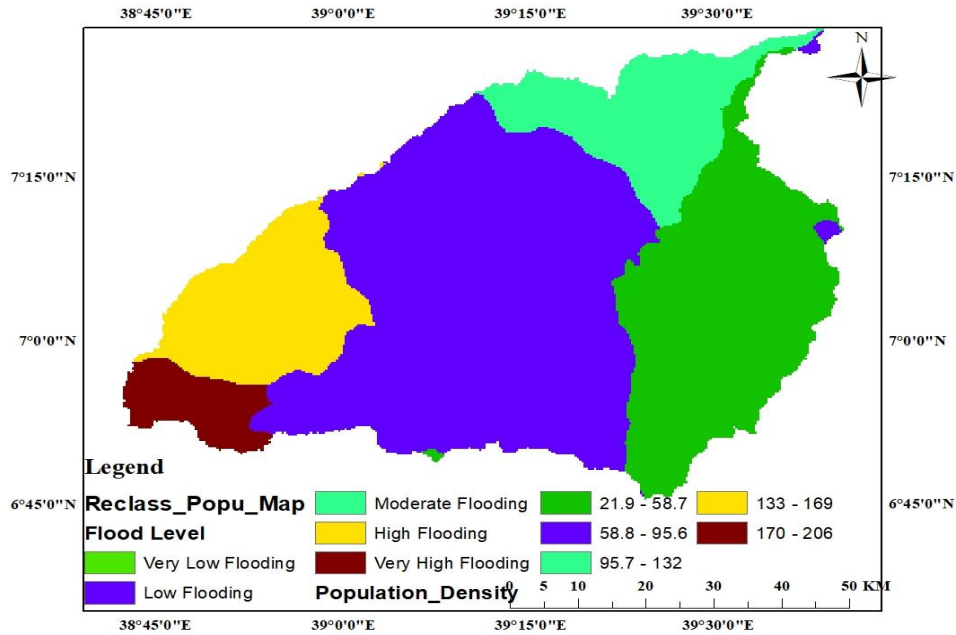 38°45'0"E 39°0'0"E 39°15'0"E 39°30'0"E
N
7°15'0"N 7°15'0"N
7°0'0"N 7°0'0"N
Legend
6°45'0"N 6°45'0"N
Reclass_Popu_Map Moderate Flooding 21.9 - 58.7 133 - 169
Flood Level High Flooding 58.8 - 95.6 170 - 206
Very Low Flooding Very High Flooding 95.7 - 132
Low Flooding Population_Density 0 5 10 20 30 40 50 KM
38°45'0"E 39°0'0"E 39°15'0"E 39°30'0"E